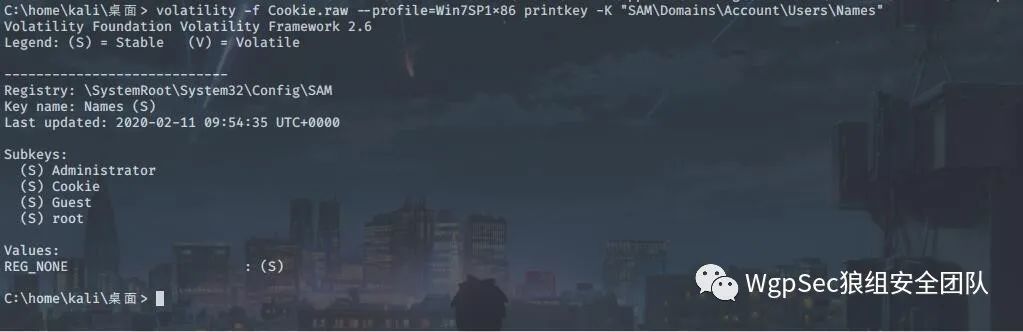 C:\home\kali\桌面> volatility -f Cookie.raw --profile=Win7SP1×86 printkey -K "SAM\Domains\Account\Users\Names"
Volatility Foundation Volatility Framework 2.6
Legend: (S) = Stable   (V) = Volatile
----------------------------
Registry: \SystemRoot\System32\Config\SAM
Key name: Names (S)
Last updated: 2020-02-11 09:54:35 UTC+0000
Subkeys:
  (S) Administrator
  (S) Cookie
  (S) Guest
  (S) root
Values:
REG_NONE                      : (S)
C:\home\kali\桌面>
WgpSec狼组安全团队